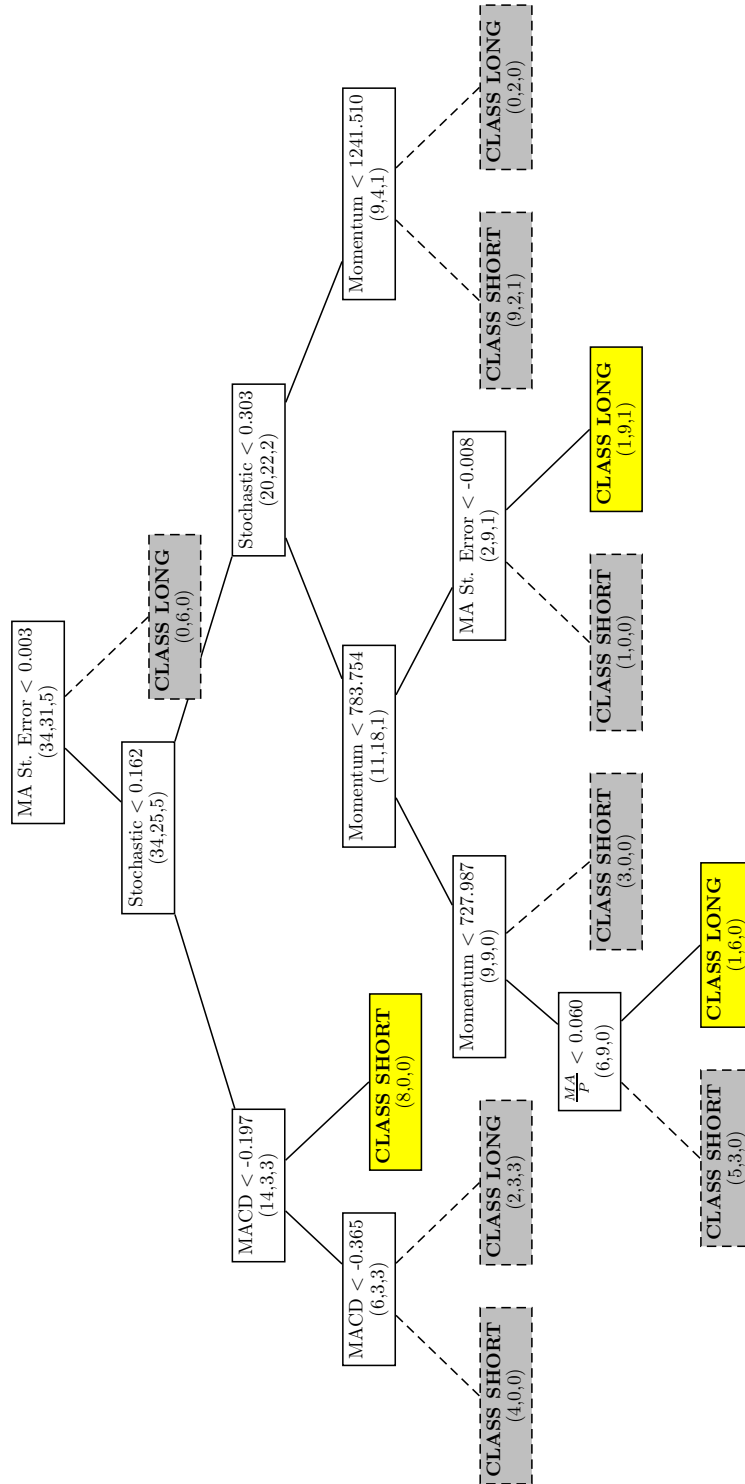 MA St. Error < 0.003
(34,31,5)
Stochastic < 0.162
(34,25,5)
CLASS LONG
(0,6,0)
MACD < -0.197
(14,3,3)
Stochastic < 0.303
(20,22,2)
MACD < -0.365
(6,3,3)
CLASS SHORT
(8,0,0)
Momentum < 783.754
(11,18,1)
Momentum < 1241.510
(9,4,1)
CLASS SHORT
(4,0,0)
CLASS LONG
(2,3,3)
Momentum < 727.987
(9,9,0)
MA St. Error < -0.008
(2,9,1)
CLASS SHORT
(9,2,1)
CLASS LONG
(0,2,0)
MA/P < 0.060
(6,9,0)
CLASS SHORT
(3,0,0)
CLASS SHORT
(1,0,0)
CLASS LONG
(1,9,1)
CLASS SHORT
(5,3,0)
CLASS LONG
(1,6,0)